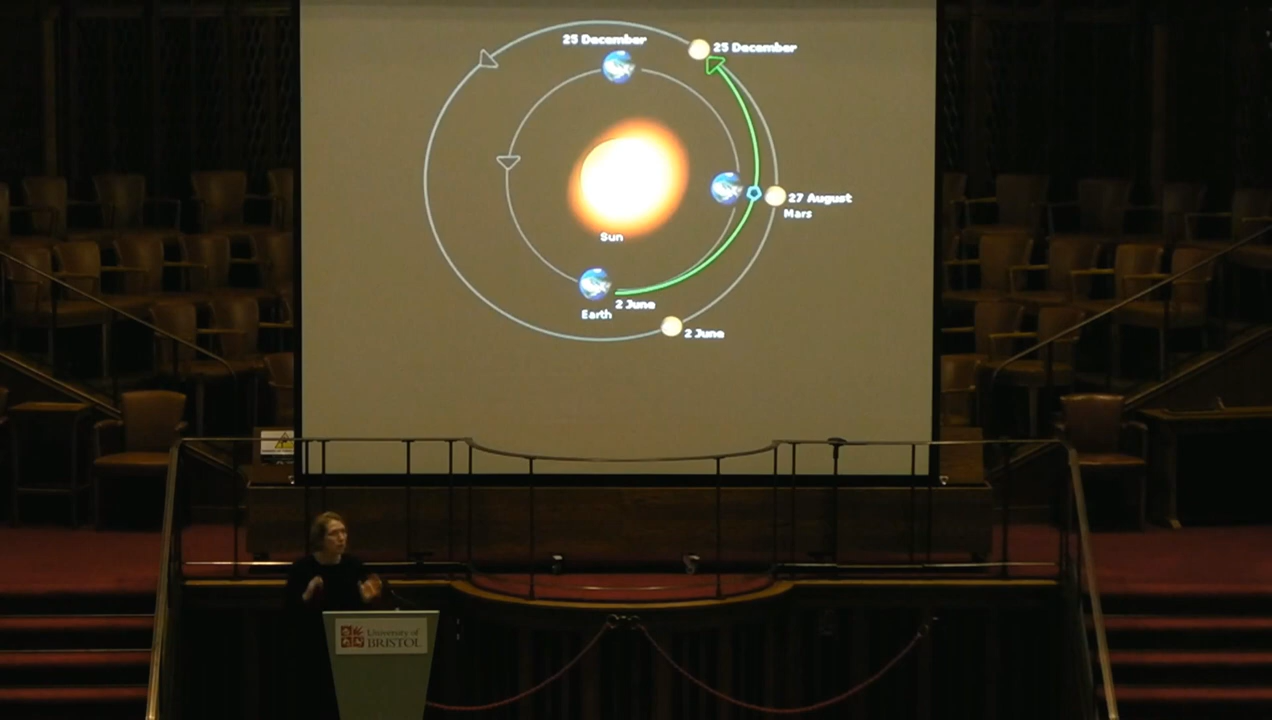 25 December
25 December
27 August
Mars
Sun
2 June
Earth
2 June
University of
BRISTOL